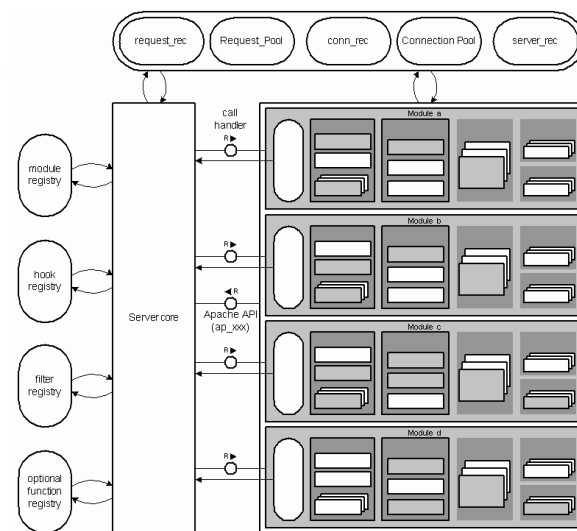 request_rec
Request_Pool
conn_rec
Connection Pool
server_rec
call
handler
R
Module a
module
registry
R
Module b
hook
registry
Server core
R
Apache API
(ap_xxx)
R
Module c
filter
registry
R
Module d
optional
function
registry